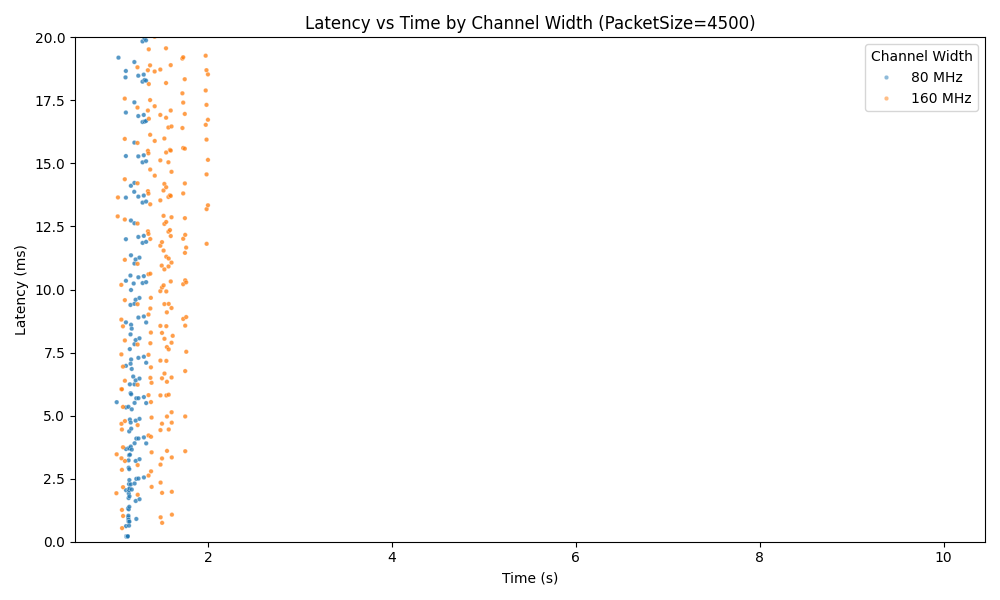 Latency vs Time by Channel Width (PacketSize=4500)
Latency (ms)
20.0
17.5
15.0
12.5
10.0
7.5
5.0
2.5
0.0
2
4
6
8
10
Time (s)
Channel Width
80 MHz
160 MHz